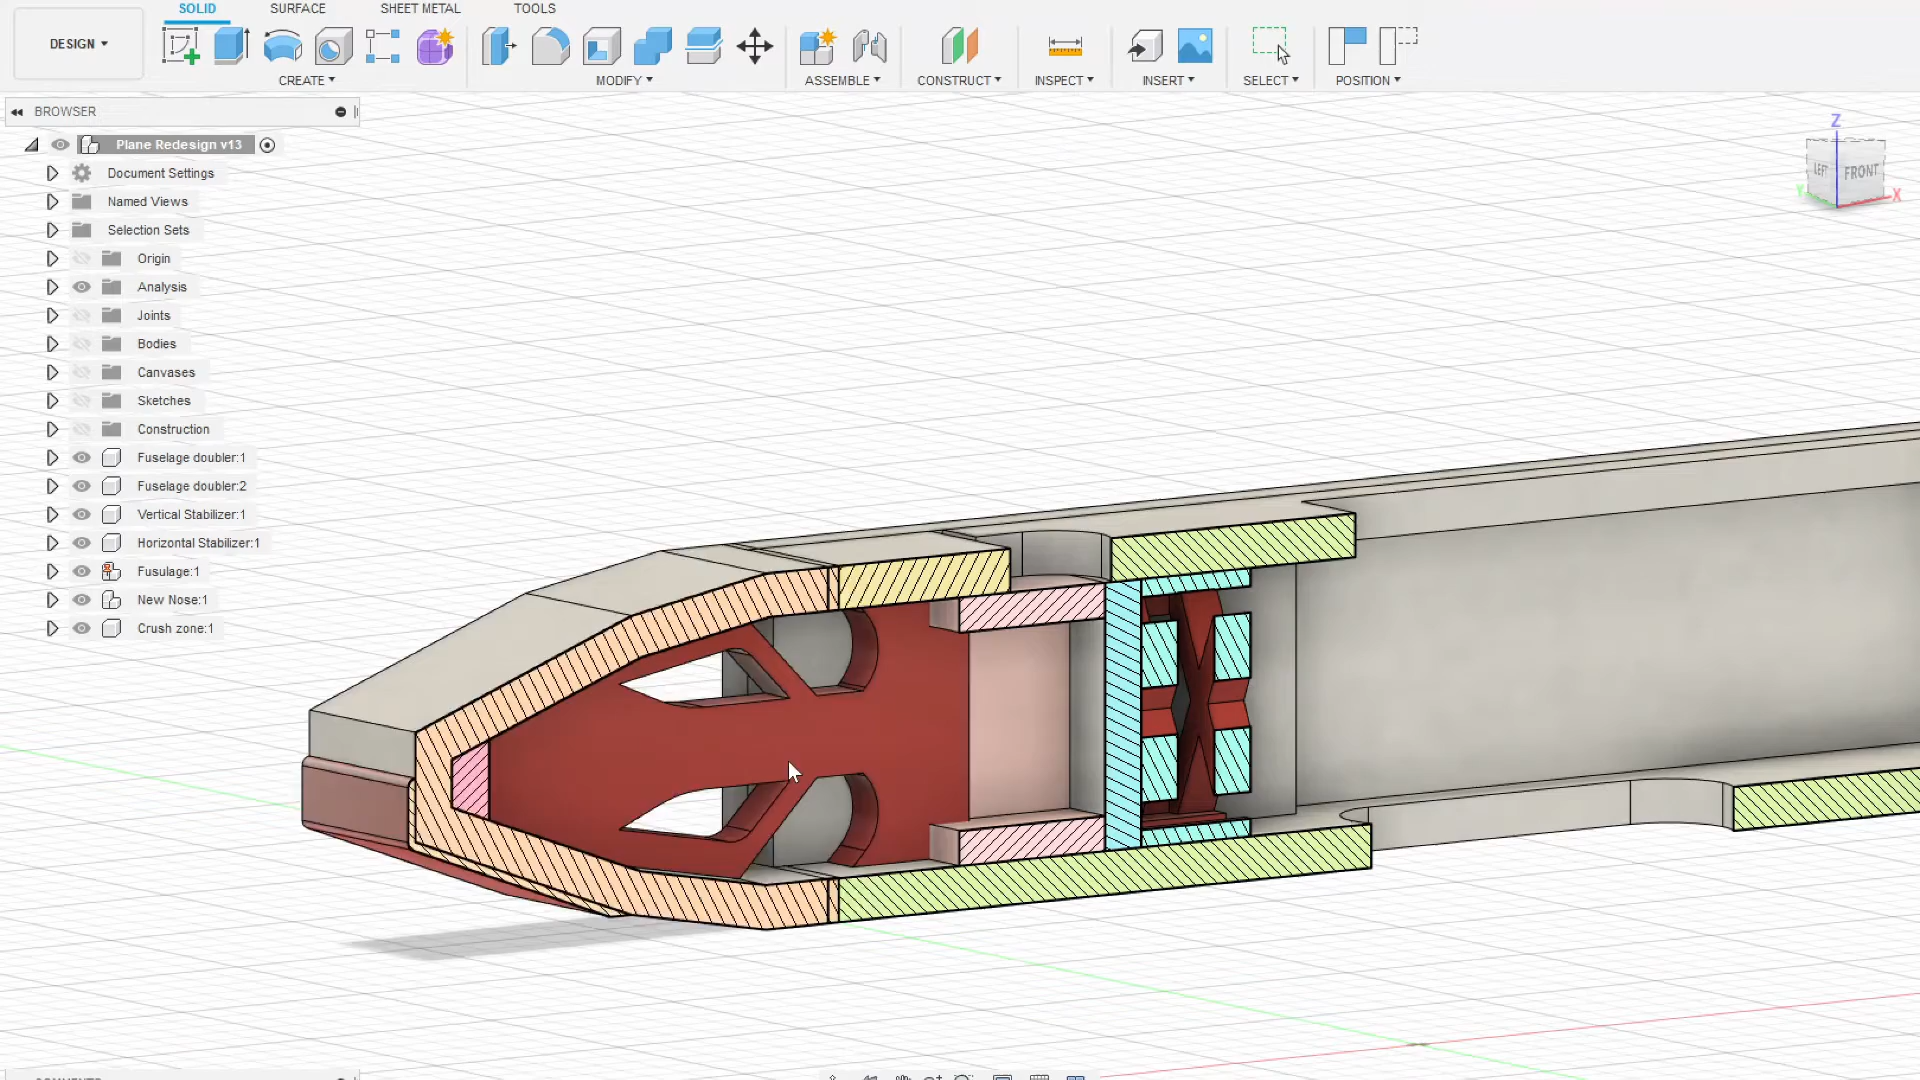 SOLID SURFACE SHEET METAL TOOLS
DESIGN
CREATE MODIFY ASSEMBLE CONSTRUCT INSPECT INSERT SELECT POSITION
BROWSER
Plane Redesign v13
Document Settings
Named Views
Selection Sets
Origin
Analysis
Joints
Bodies
Canvases
Sketches
Construction
Fuselage doubler:1
Fuselage doubler:2
Vertical Stabilizer:1
Horizontal Stabilizer:1
Fusulage:1
New Nose:1
Crush zone:1
Z
LEFT FRONT
Y X